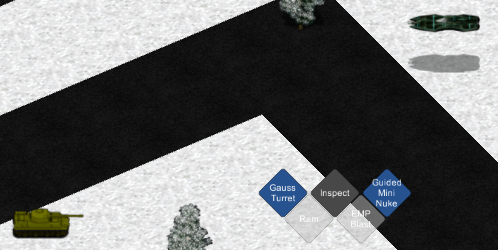 Gauss
Turret
Inspect
Guided
Mini
Nuke
Ram
EMP
Blast